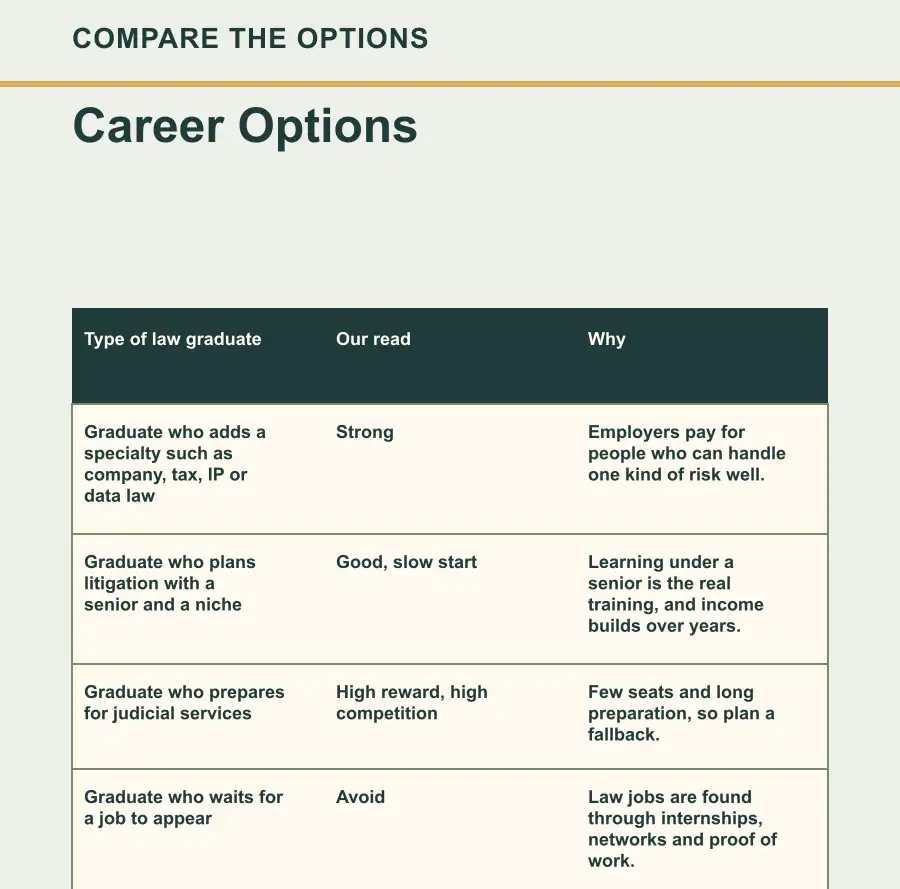 COMPARE THE OPTIONS
Career Options
Type of law graduate
Our read
Why
Graduate who adds a
specialty such as
company, tax, IP or
data law
Strong
Employers pay for
people who can handle
one kind of risk well.
Graduate who plans
litigation with a
senior and a niche
Good, slow start
Learning under a
senior is the real
training, and income
builds over years.
Graduate who prepares
for judicial services
High reward, high
competition
Few seats and long
preparation, so plan a
fallback.
Graduate who waits for
a job to appear
Avoid
Law jobs are found
through internships,
networks and proof of
work.